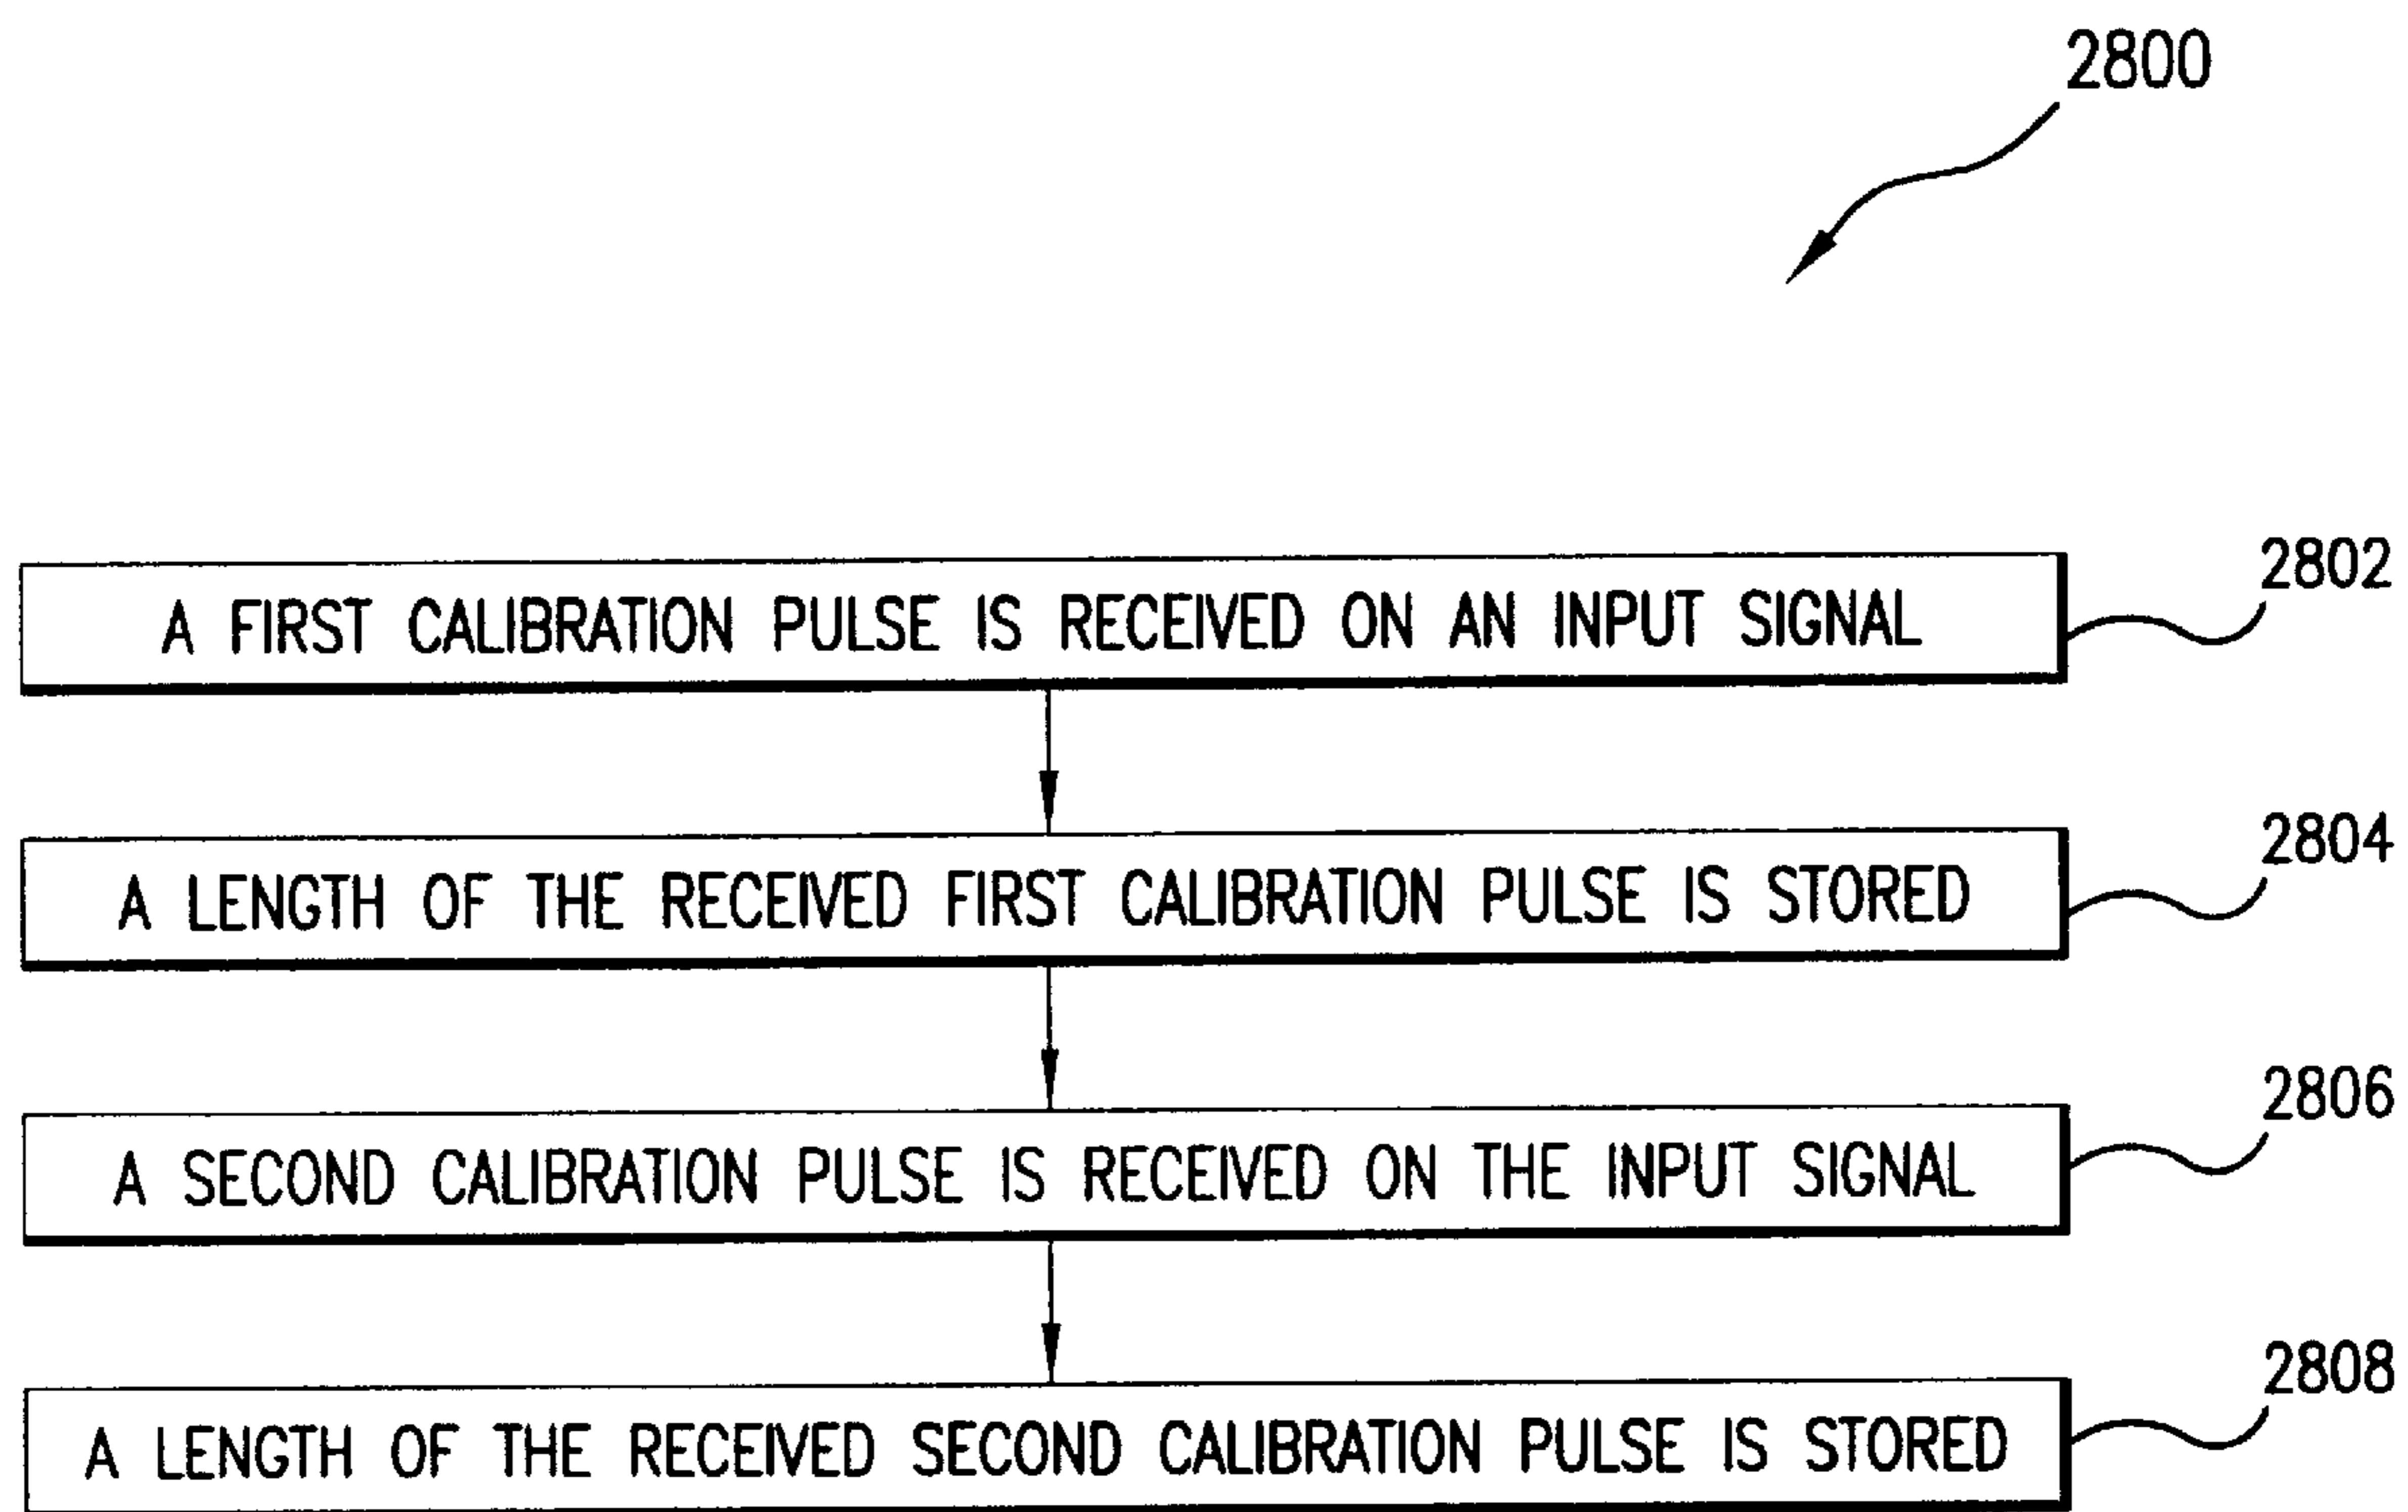 2800
A FIRST CALIBRATION PULSE IS RECEIVED ON AN INPUT SIGNAL
2802
A LENGTH OF THE RECEIVED FIRST CALIBRATION PULSE IS STORED
2804
A SECOND CALIBRATION PULSE IS RECEIVED ON THE INPUT SIGNAL
2806
A LENGTH OF THE RECEIVED SECOND CALIBRATION PULSE IS STORED
2808